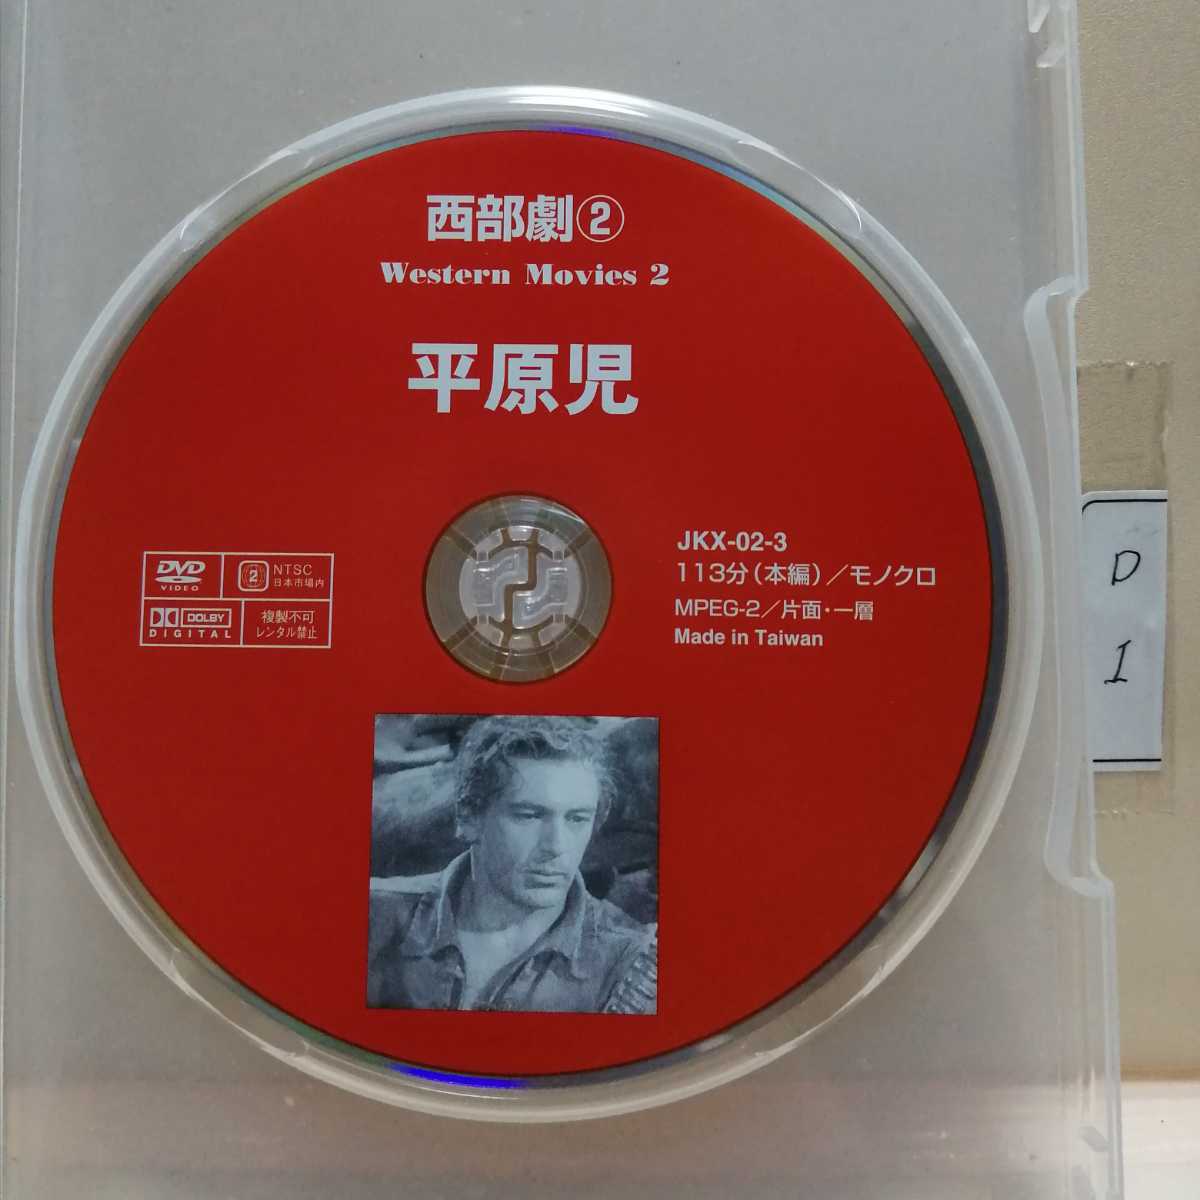 西部劇②
Western Movies 2
平原児
DVD
VIDEO
2
NTSC
日本市場内
DOLBY
DIGITAL
複製不可
レンタル禁止
JKX-02-3
113分(本編)／モノクロ
MPEG-2／片面・一層
Made in Taiwan
D
I